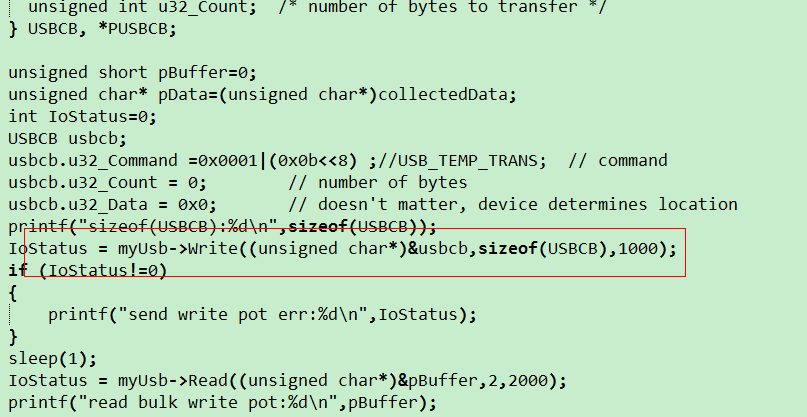 unsigned int u32_Count;  /* number of bytes to transfer */
} USBCB, *PUSBCB;
unsigned short pBuffer=0;
unsigned char* pData=(unsigned char*)collectedData;
int IoStatus=0;
USBCB usbcb;
usbcb.u32_Command =0x0001|(0x0b<<8) ;//USB_TEMP_TRANS;  // command
usbcb.u32_Count = 0;        // number of bytes
usbcb.u32_Data = 0x0;       // doesn't matter, device determines location
printf("sizeof(USBCB):%d\n",sizeof(USBCB));
IoStatus = myUsb->Write((unsigned char*)&usbcb,sizeof(USBCB),1000);
if (IoStatus!=0)
{
    printf("send write pot err:%d\n",IoStatus);
}
sleep(1);
IoStatus = myUsb->Read((unsigned char*)&pBuffer,2,2000);
printf("read bulk write pot:%d\n",pBuffer);